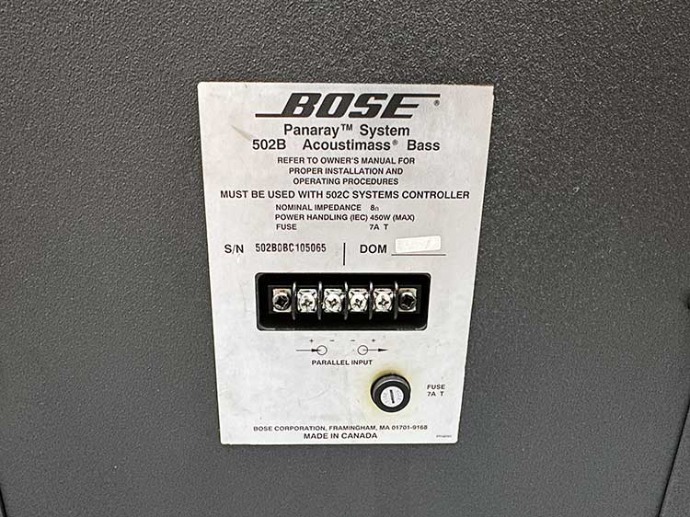 BOSE®
Panaray™ System
502B Acoustimass® Bass
REFER TO OWNER'S MANUAL FOR
PROPER INSTALLATION AND
OPERATING PROCEDURES
MUST BE USED WITH 502C SYSTEMS CONTROLLER
NOMINAL IMPEDANCE 8Ω
POWER HANDLING (IEC) 450W (MAX)
FUSE 7A T
S/N 502B0BC105065 DOM
+ - - +
PARALLEL INPUT
FUSE
7A T
BOSE CORPORATION, FRAMINGHAM, MA 01701-9168
MADE IN CANADA